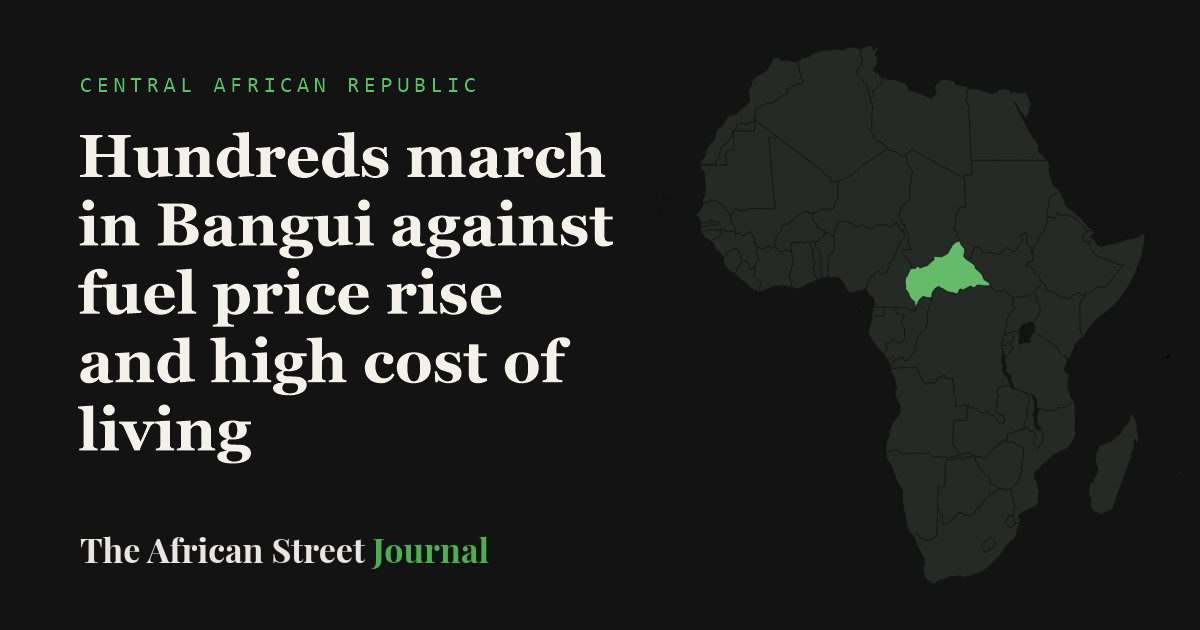 CENTRAL AFRICAN REPUBLIC
Hundreds march
in Bangui against
fuel price rise
and high cost of
living
The African Street Journal